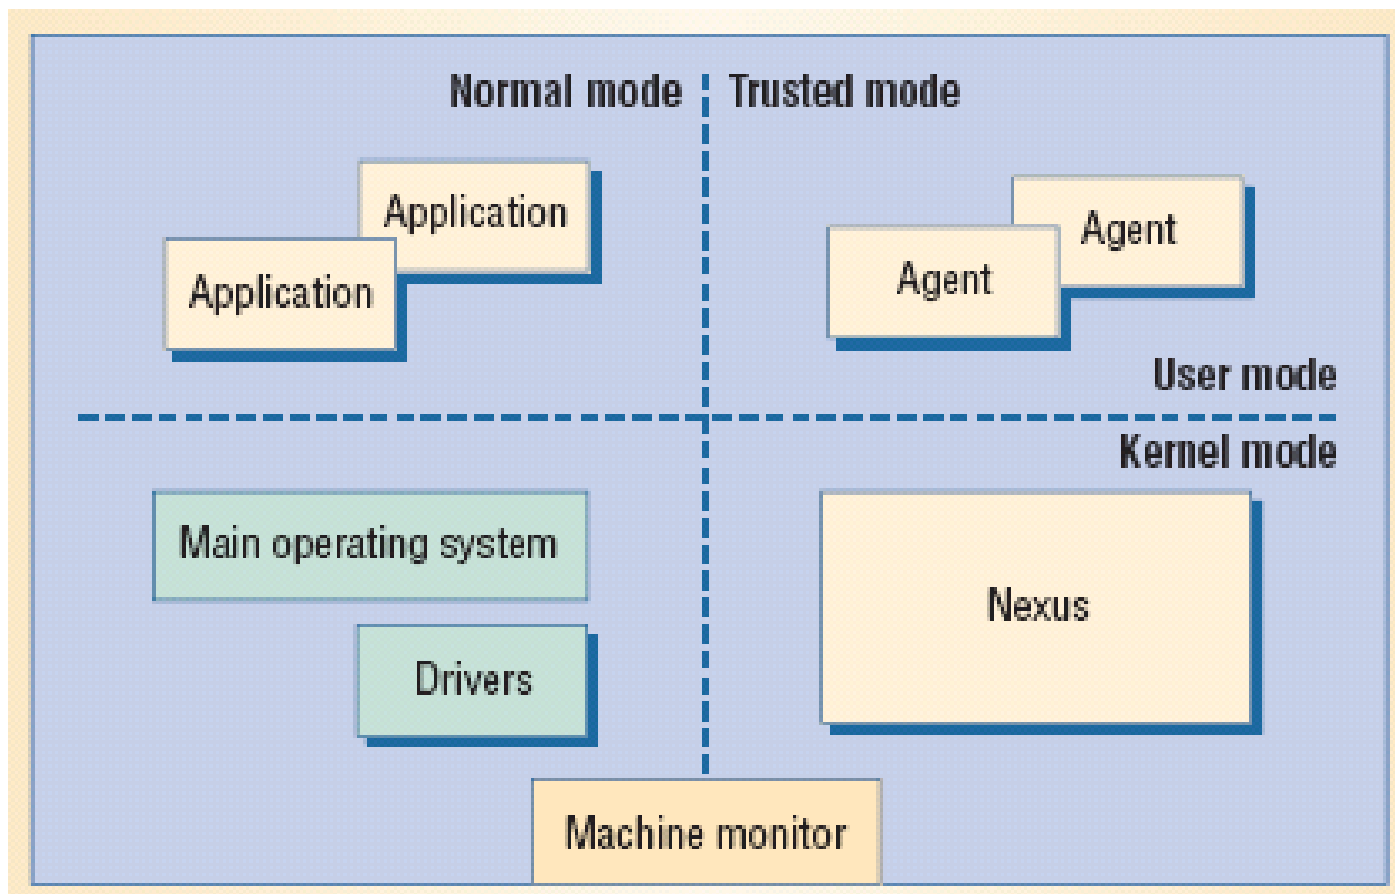 Normal mode
Trusted mode
Application
Application
Agent
Agent
User mode
Kernel mode
Main operating system
Drivers
Nexus
Machine monitor